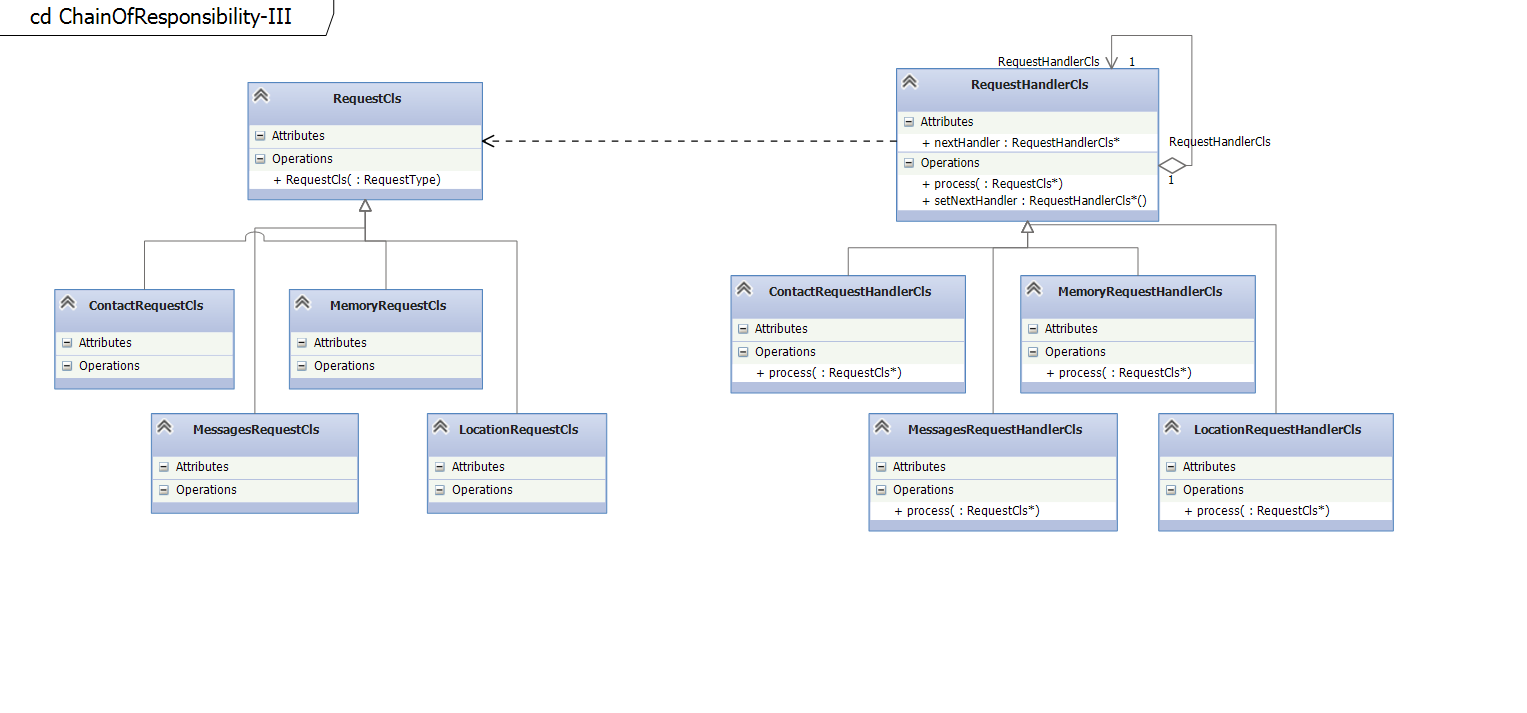 cd ChainOfResponsibility-III
RequestHandlerCls 1
RequestCls
Attributes
Operations
+ RequestCls( : RequestType)
RequestHandlerCls
Attributes
+ nextHandler : RequestHandlerCls*
Operations
+ process( : RequestCls*)
+ setNextHandler : RequestHandlerCls*()
RequestHandlerCls
1
ContactRequestCls
Attributes
Operations
MemoryRequestCls
Attributes
Operations
MessagesRequestCls
Attributes
Operations
LocationRequestCls
Attributes
Operations
ContactRequestHandlerCls
Attributes
Operations
+ process( : RequestCls*)
MemoryRequestHandlerCls
Attributes
Operations
+ process( : RequestCls*)
MessagesRequestHandlerCls
Attributes
Operations
+ process( : RequestCls*)
LocationRequestHandlerCls
Attributes
Operations
+ process( : RequestCls*)